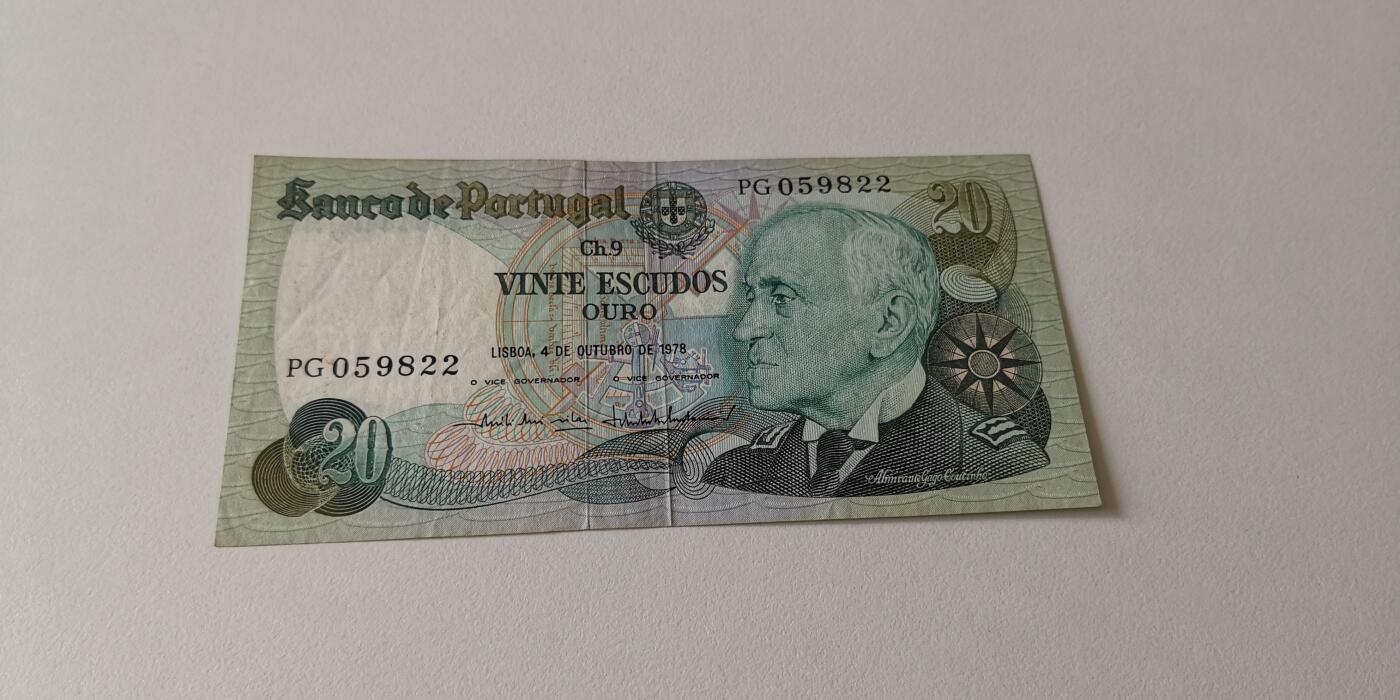 Banco de Portugal
PG 059822
20
Ch. 9
VINTE ESCUDOS
OURO
LISBOA, 4 DE OUTUBRO DE 1978
PG 059822
O VICE GOVERNADOR O VICE GOVERNADOR
20
Almirante Gago Coutinho